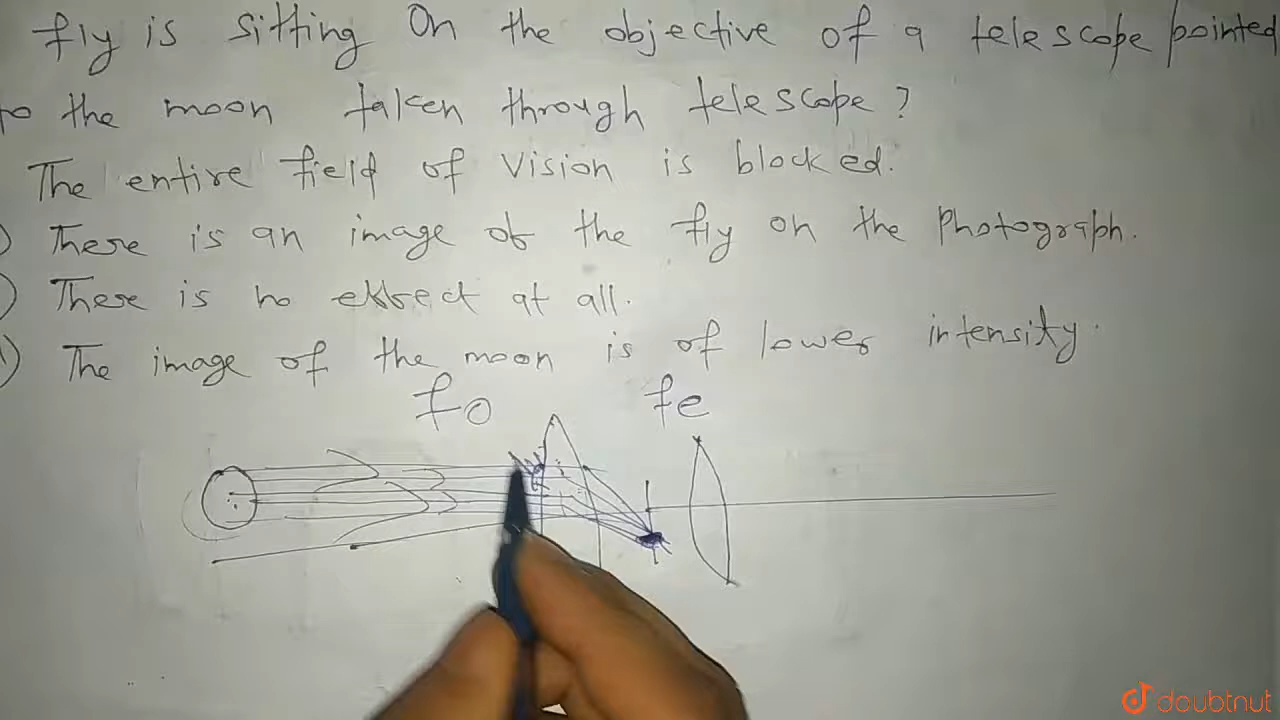 fly is sitting On the objective of a telescope pointed
to the moon taken through telescope?
The entire field of vision is blocked.
) There is an image of the fly on the Photograph.
) There is no effect at all.
) The image of the moon is of lower intensity.
fo fe
doubtnut